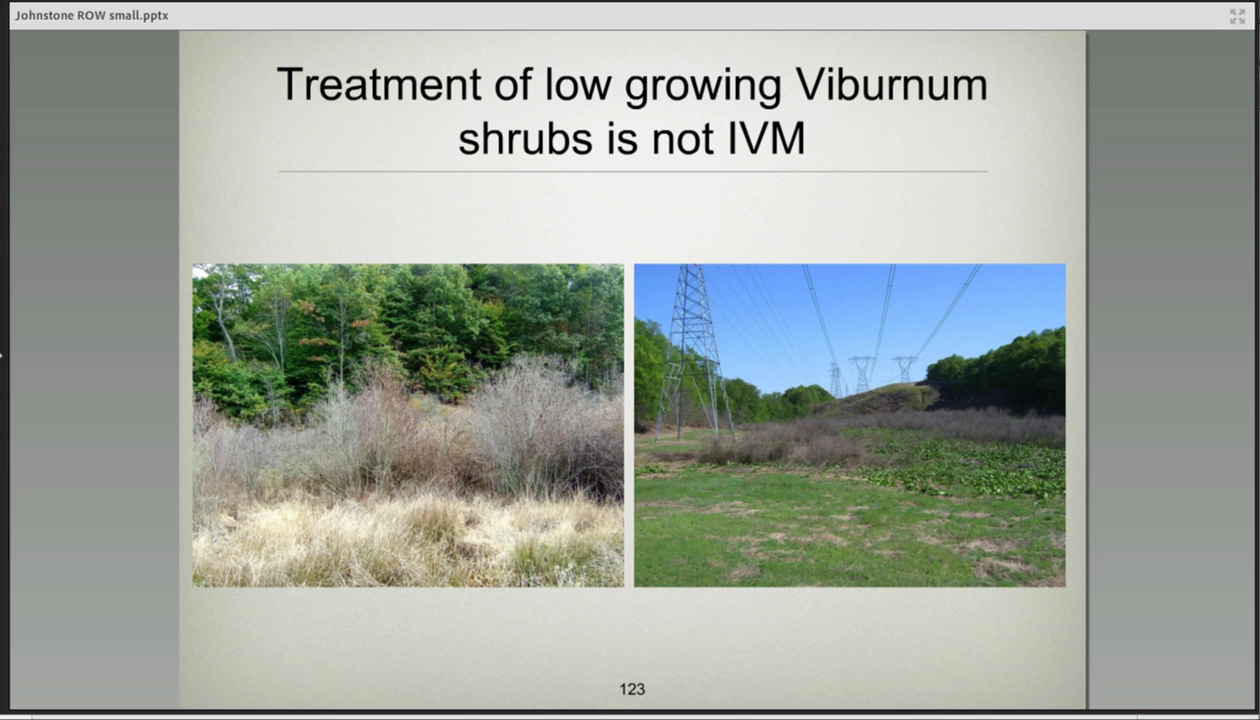 Johnstone ROW small.pptx
Treatment of low growing Viburnum
shrubs is not IVM
123